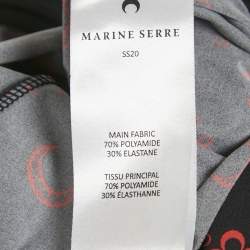 MARINE SERRE
SS20
MAIN FABRIC
70% POLYAMIDE
30% ELASTANE
TISSU PRINCIPAL
70% POLYAMIDE
30% ÉLASTHANNE